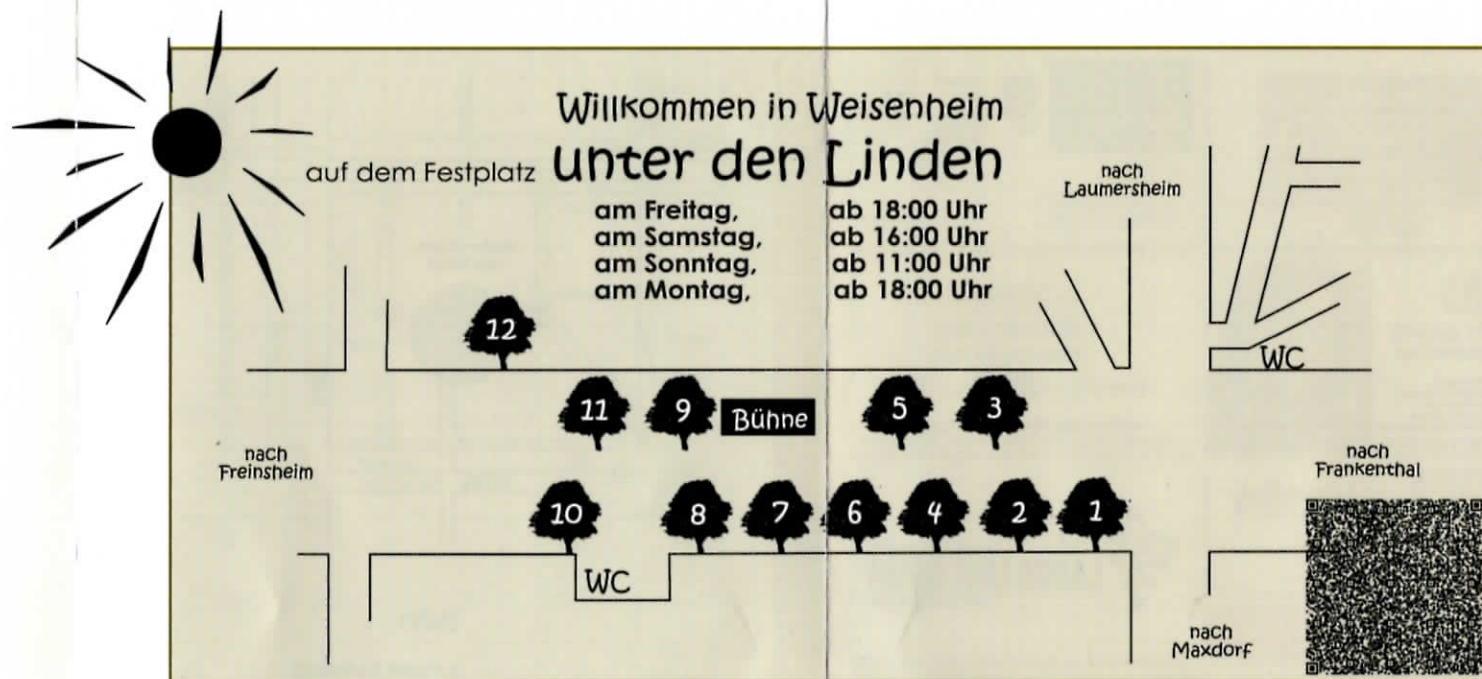 Willkommen in Weisenheim
auf dem Festplatz unter den Linden
am Freitag, ab 18:00 Uhr
am Samstag, ab 16:00 Uhr
am Sonntag, ab 11:00 Uhr
am Montag, ab 18:00 Uhr
nach
Laumersheim
12
WC
11 9 Bühne 5 3
nach
Freinsheim
nach
Frankenthal
10 8 7 6 4 2 1
WC
nach
Maxdorf